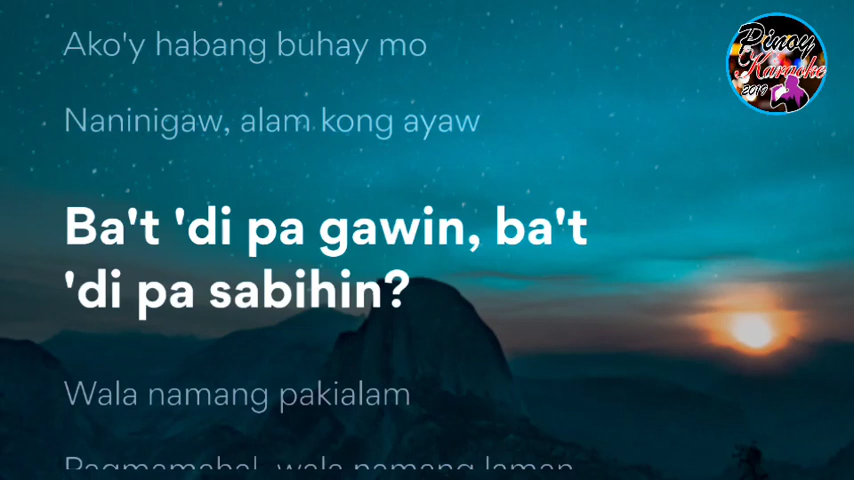 Ako'y habang buhay mo
Pinoy
Karaoke
2019
Naninigaw, alam kong ayaw
Ba't 'di pa gawin, ba't
'di pa sabihin?
Wala namang pakialam
Pagmamahal, wala namang laman